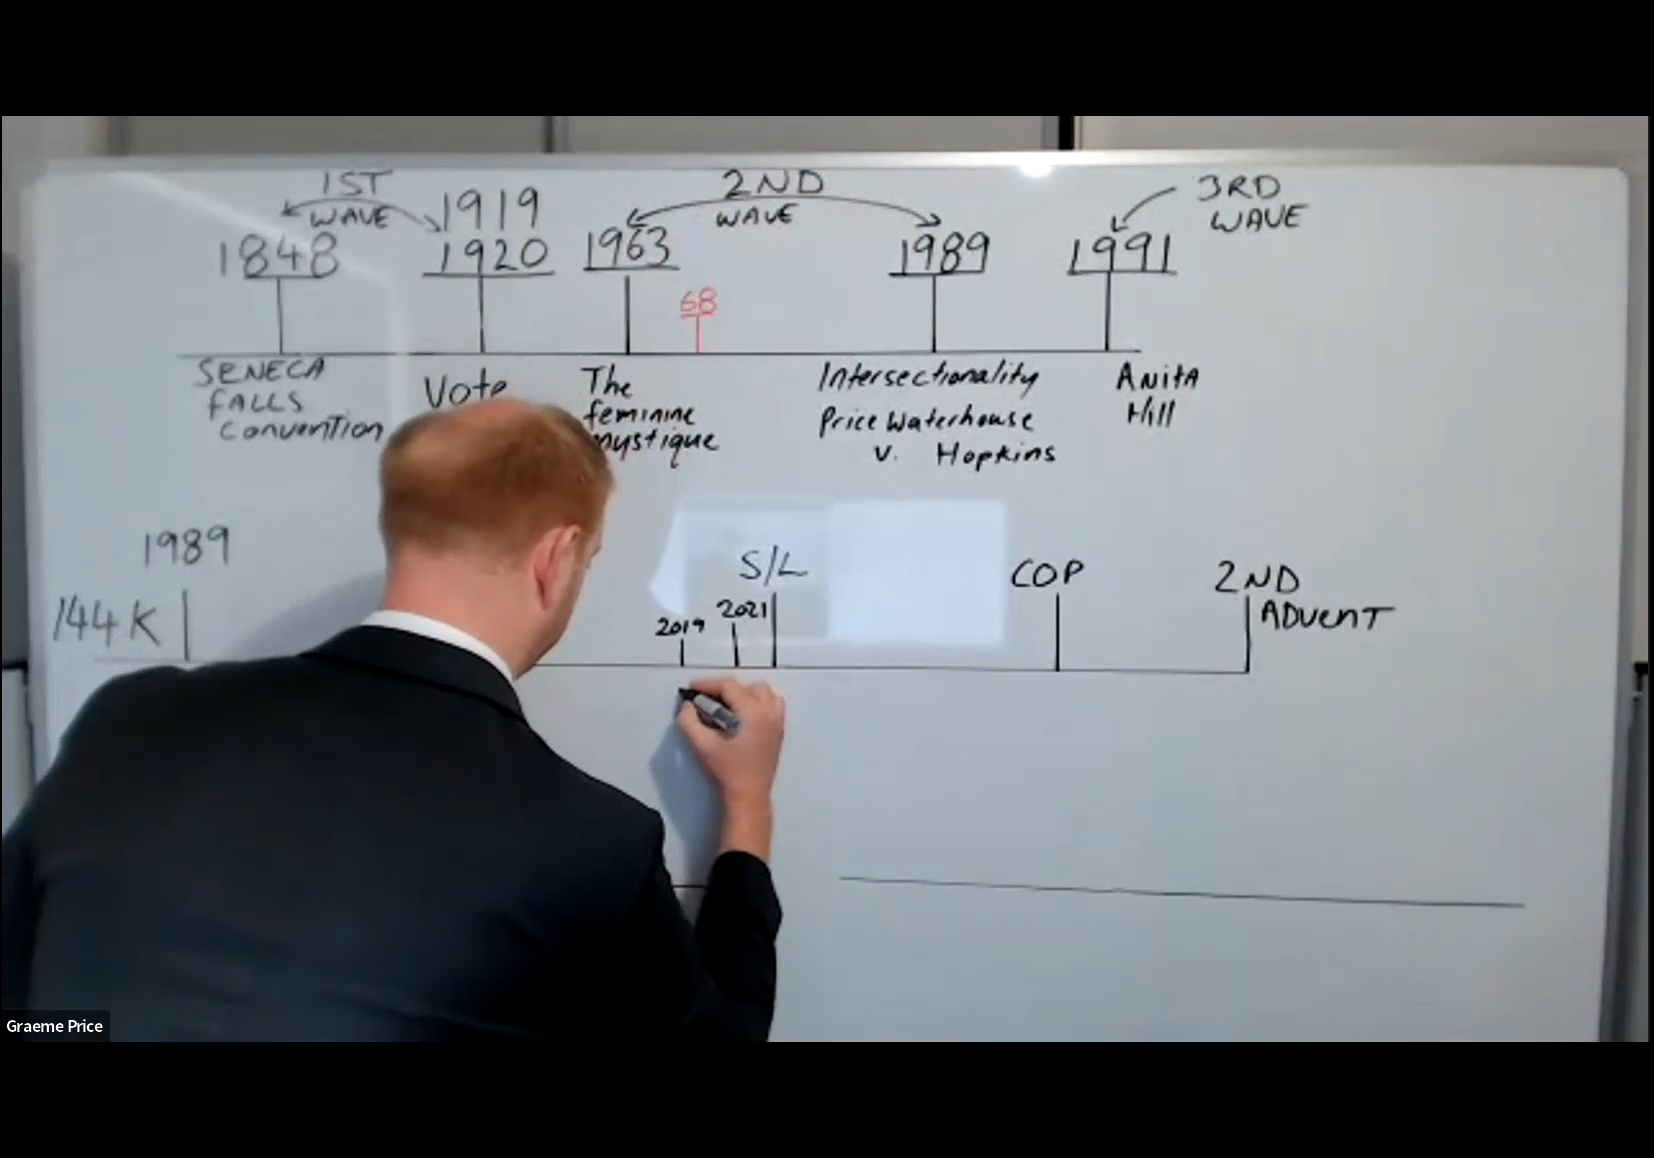 1ST
WAVE
1919
2ND
WAVE
3RD
WAVE
1848
1920
1963
1989
1991
68
SENECA
FALLS
CONVENTION
Vote
The
feminine
mystique
Intersectionality
Price Waterhouse
v. Hopkins
ANITA
Hill
1989
144K
S/L
2019
2021
COP
2ND
ADVENT
Graeme Price